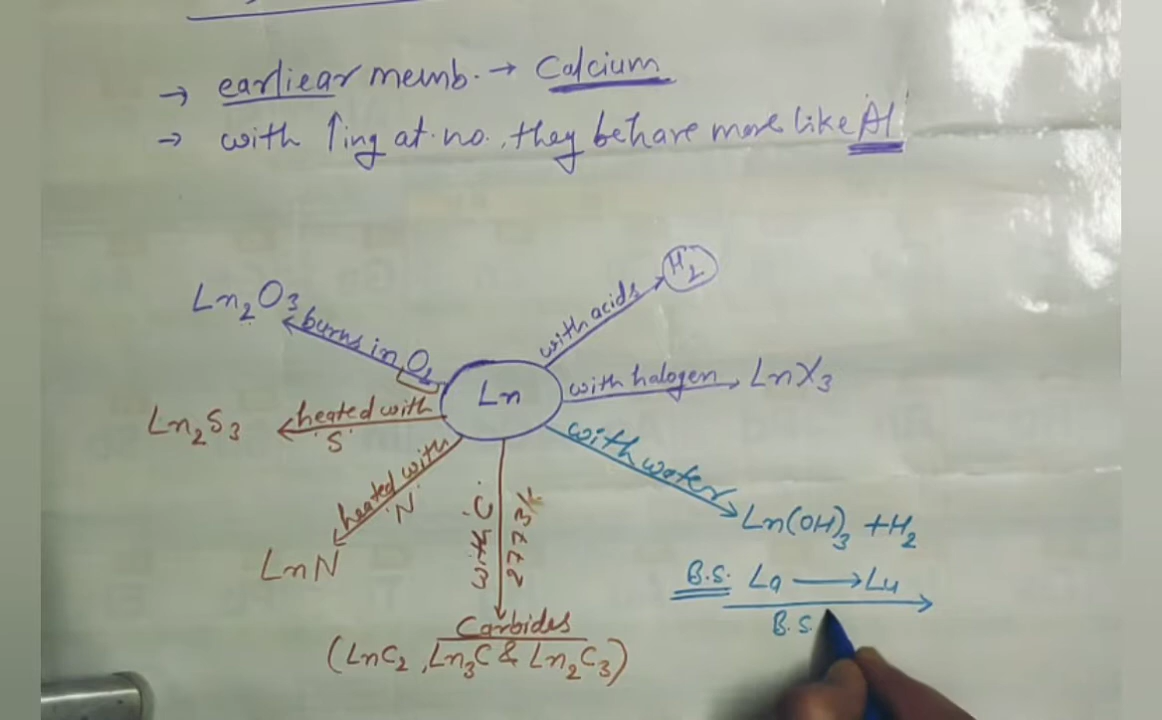 → earliear memb. → Calcium
→ with ↑ing at. no., they behave more like Al
with acids H₂
Ln₂O₃ burns in O₂
Ln
with halogen LnX₃
Ln₂S₃ heated with 'S'
with water Ln(OH)₃ + H₂
heated with 'N'
LnN
with 'C' 2773K
B.S. La → Lu
B.S.
Carbides
(LnC₂, Ln₃C & Ln₂C₃)